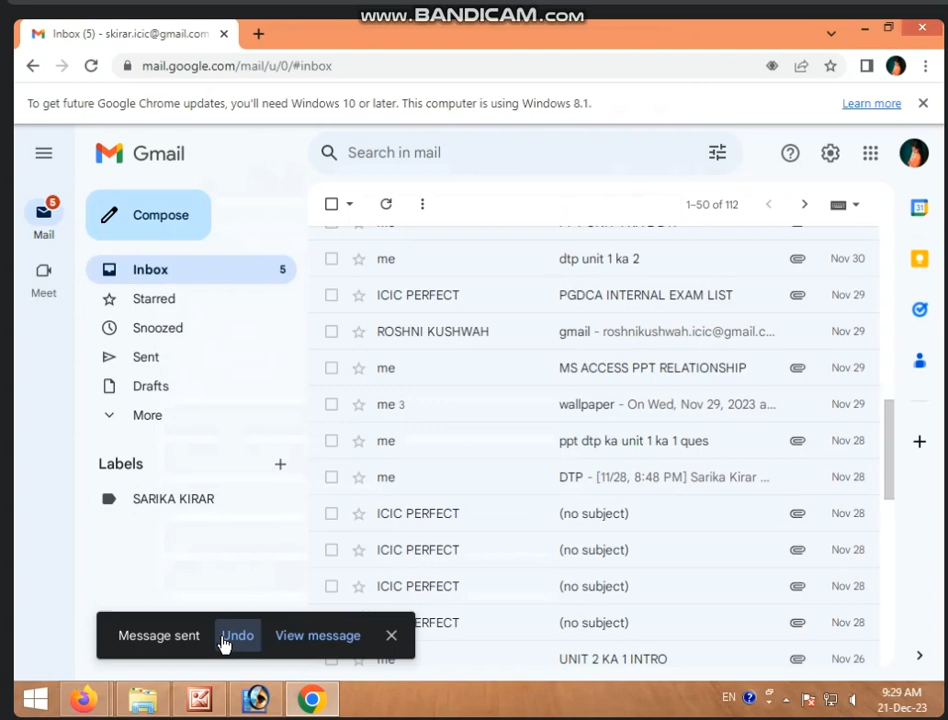 www.BANDICAM.com
Inbox (5) - skirar.icic@gmail.com
mail.google.com/mail/u/0/#inbox
To get future Google Chrome updates, you'll need Windows 10 or later. This computer is using Windows 8.1.
Learn more
Gmail
Search in mail
5
Mail
Meet
Compose
Inbox 5
Starred
Snoozed
Sent
Drafts
More
Labels
SARIKA KIRAR
1–50 of 112
me dtp unit 1 ka 2 Nov 30
ICIC PERFECT PGDCA INTERNAL EXAM LIST Nov 29
ROSHNI KUSHWAH gmail - roshnikushwah.icic@gmail.c... Nov 29
me MS ACCESS PPT RELATIONSHIP Nov 29
me 3 wallpaper - On Wed, Nov 29, 2023 a... Nov 29
me ppt dtp ka unit 1 ka 1 ques Nov 28
me DTP - [11/28, 8:48 PM] Sarika Kirar ... Nov 28
ICIC PERFECT (no subject) Nov 28
ICIC PERFECT (no subject) Nov 28
ICIC PERFECT (no subject) Nov 28
ERFECT (no subject) Nov 28
me UNIT 2 KA 1 INTRO Nov 26
31
Message sent Undo View message
EN
9:29 AM
21-Dec-23